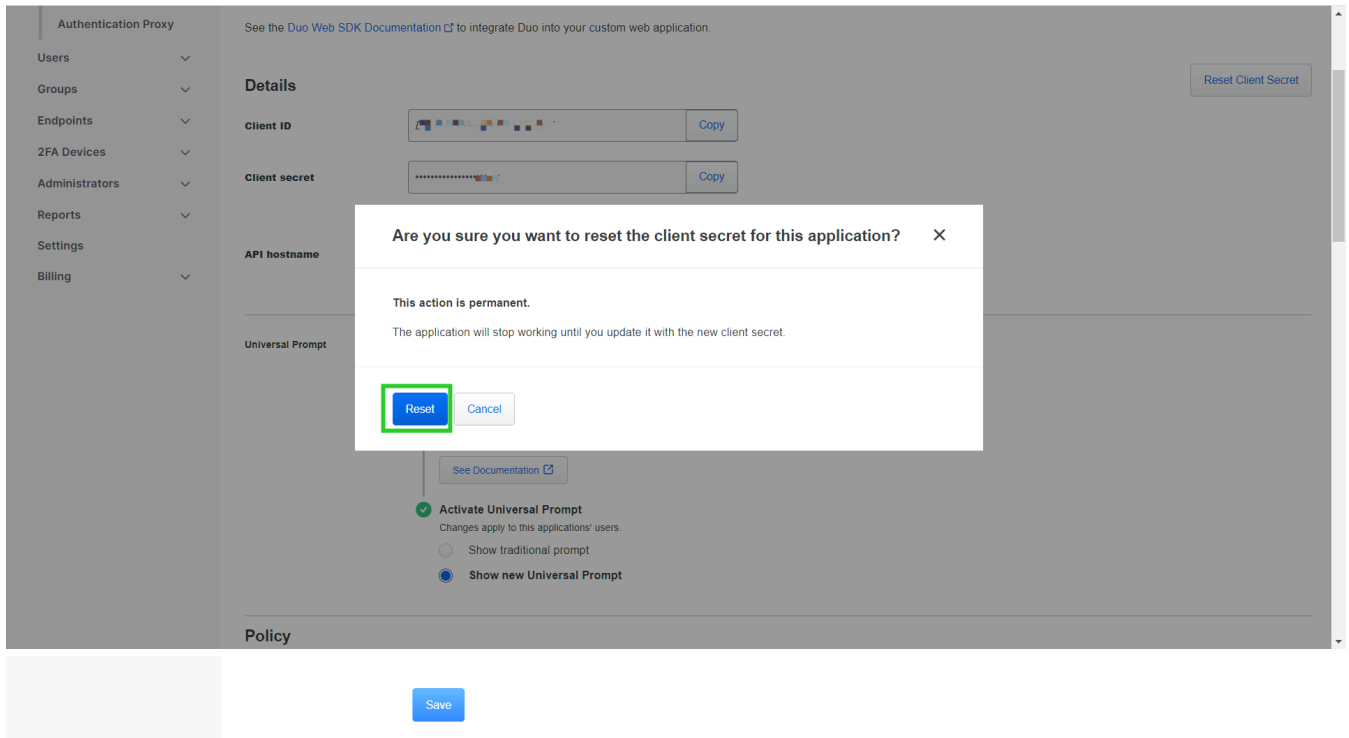 Authentication Proxy
Users
Groups
Endpoints
2FA Devices
Administrators
Reports
Settings
Billing
See the Duo Web SDK Documentation to integrate Duo into your custom web application.
Details
Reset Client Secret
Client ID
Copy
Client secret
••••••••••••••••
Copy
API hostname
Are you sure you want to reset the client secret for this application?
This action is permanent.
The application will stop working until you update it with the new client secret.
Reset
Cancel
Universal Prompt
See Documentation
Activate Universal Prompt
Changes apply to this applications' users.
Show traditional prompt
Show new Universal Prompt
Policy
Save